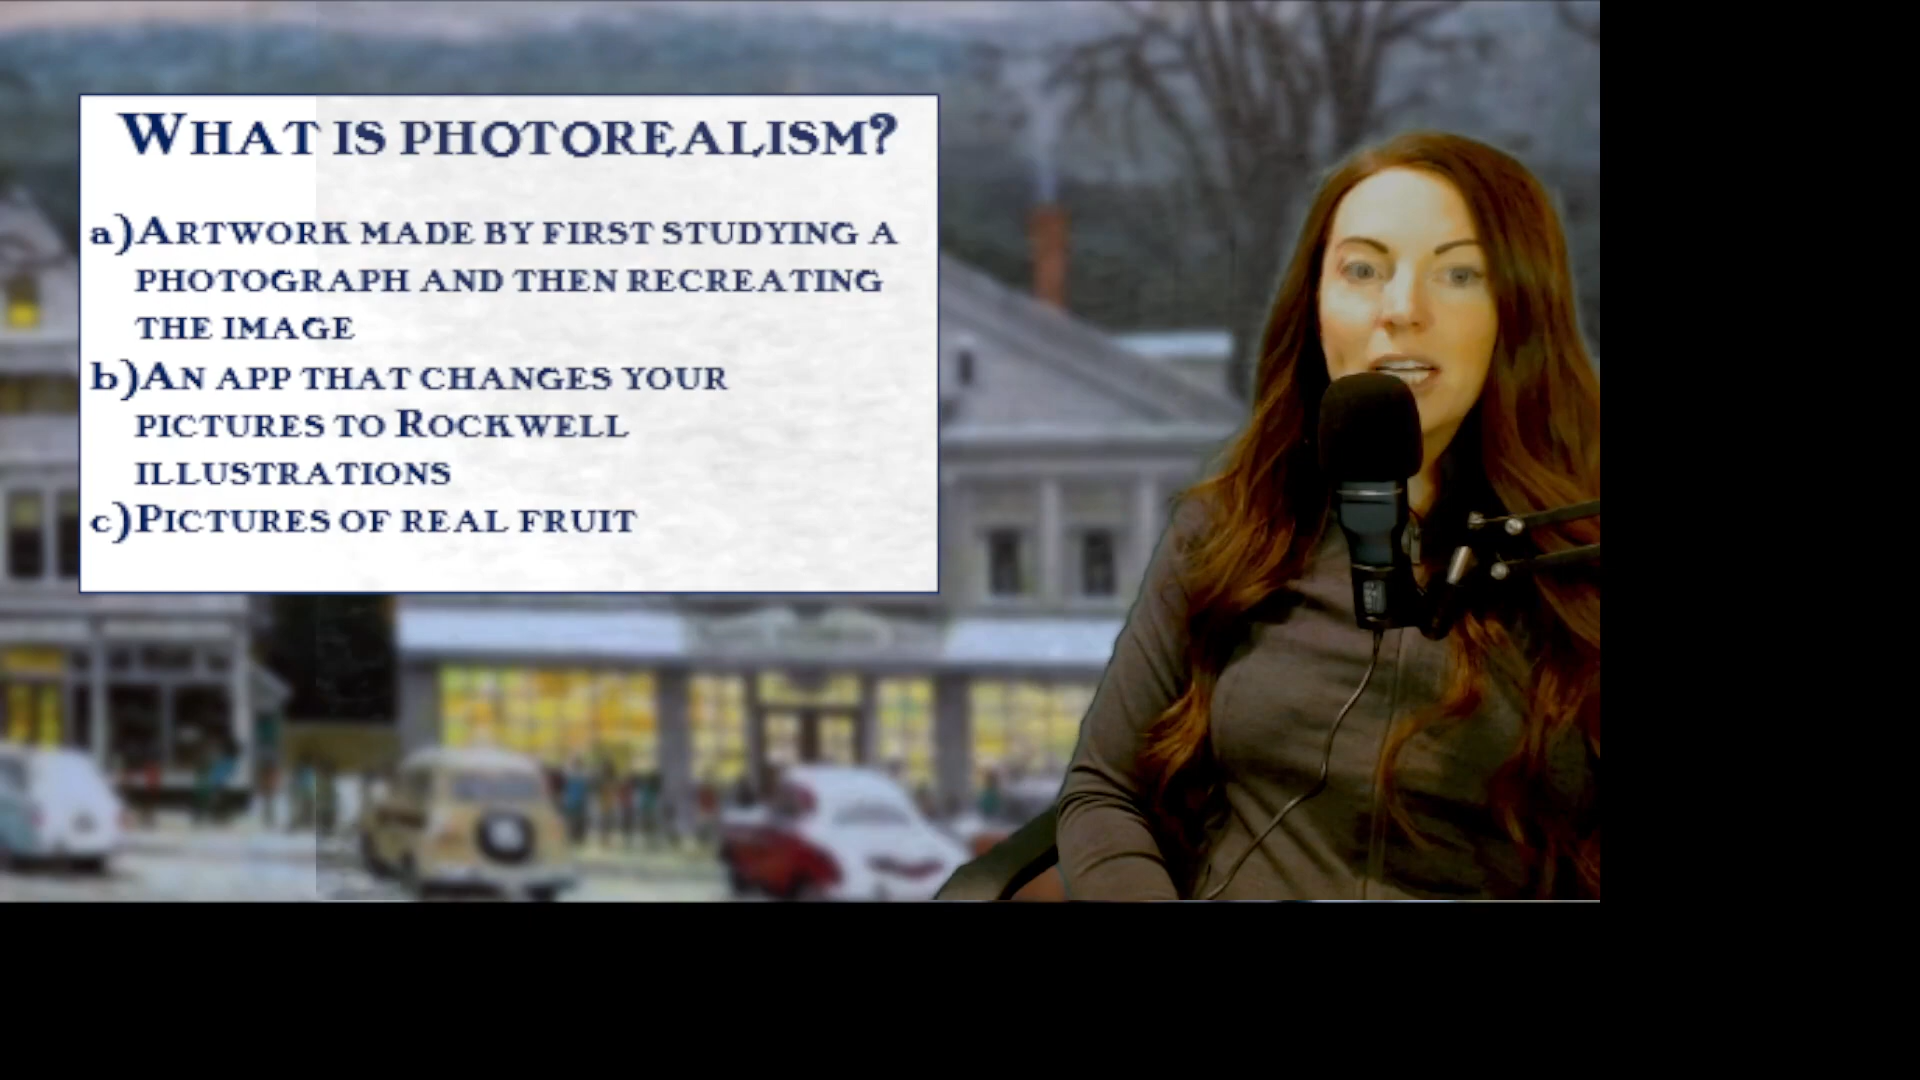 What is photorealism?
a)Artwork made by first studying a
photograph and then recreating
the image
b)An app that changes your
pictures to Rockwell
illustrations
c)Pictures of real fruit